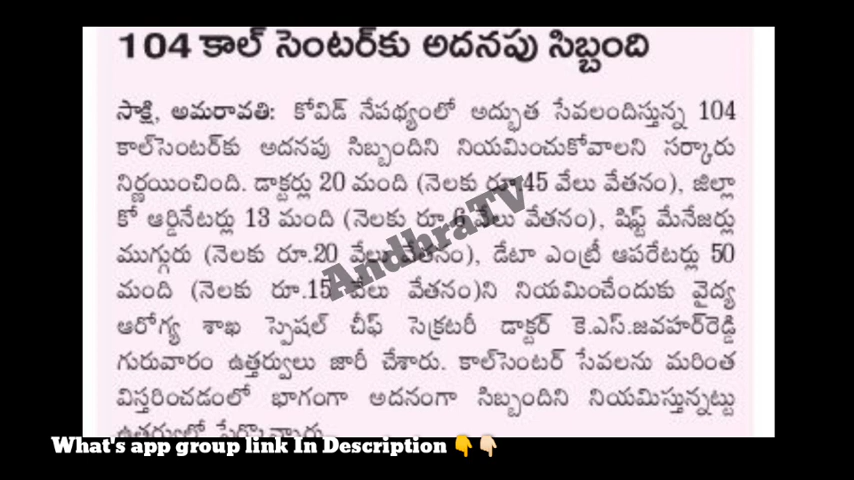 104 కాల్ సెంటర్‌కు అదనపు సిబ్బంది
సాక్షి, అమరావతి: కోవిడ్ నేపథ్యంలో అద్భుత సేవలందిస్తున్న 104
కాల్‌సెంటర్‌కు అదనపు సిబ్బందిని నియమించుకోవాలని సర్కారు
నిర్ణయించింది. డాక్టర్లు 20 మంది (నెలకు రూ.45 వేలు వేతనం), జిల్లా
కో ఆర్డినేటర్లు 13 మంది (నెలకు రూ. వేలు వేతనం), షిఫ్ట్ మేనేజర్లు
ముగ్గురు (నెలకు రూ.20 వేలు వేతనం), డేటా ఎంట్రీ ఆపరేటర్లు 50
మంది (నెలకు రూ.15 వేలు వేతనం)ని నియమించేందుకు వైద్య
ఆరోగ్య శాఖ స్పెషల్ చీఫ్ సెక్రటరీ డాక్టర్ కె.ఎస్.జవహర్‌రెడ్డి
గురువారం ఉత్తర్వులు జారీ చేశారు. కాల్‌సెంటర్ సేవలను మరింత
విస్తరించడంలో భాగంగా అదనంగా సిబ్బందిని నియమిస్తున్నట్టు
AndhraTv
What's app group link In Description 👇👇🏻